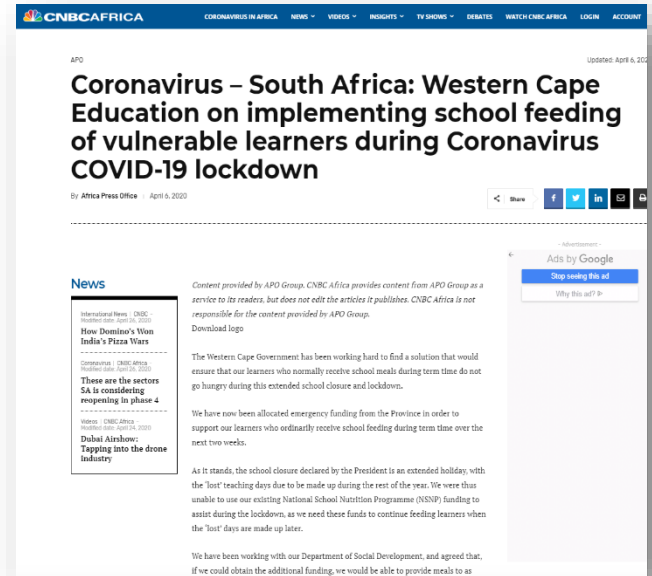 CNBCAFRICA
CORONAVIRUS IN AFRICA NEWS VIDEOS INSIGHTS TV SHOWS DEBATES WATCH CNBC AFRICA LOGIN ACCOUNT
APO
Updated: April 6, 202
Coronavirus – South Africa: Western Cape
Education on implementing school feeding
of vulnerable learners during Coronavirus
COVID-19 lockdown
By Africa Press Office April 6, 2020
Share
- Advertisement -
Ads by Google
Stop seeing this ad
Why this ad?
News
International News | CNBC -
Modified date: April 26, 2020
How Domino's Won
India's Pizza Wars
Coronavirus | CNBC Africa -
Modified date: April 26, 2020
These are the sectors
SA is considering
reopening in phase 4
Videos | CNBC Africa -
Modified date: April 24, 2020
Dubai Airshow:
Tapping into the drone
industry
Content provided by APO Group. CNBC Africa provides content from APO Group as a
service to its readers, but does not edit the articles it publishes. CNBC Africa is not
responsible for the content provided by APO Group.
Download logo
The Western Cape Government has been working hard to find a solution that would
ensure that our learners who normally receive school meals during term time do not
go hungry during this extended school closure and lockdown.
We have now been allocated emergency funding from the Province in order to
support our learners who ordinarily receive school feeding during term time over the
next two weeks.
As it stands, the school closure declared by the President is an extended holiday, with
the 'lost' teaching days due to be made up during the rest of the year. We were thus
unable to use our existing National School Nutrition Programme (NSNP) funding to
assist during the lockdown, as we need these funds to continue feeding learners when
the 'lost' days are made up later.
We have been working with our Department of Social Development, and agreed that,
if we could obtain the additional funding, we would be able to provide meals to as